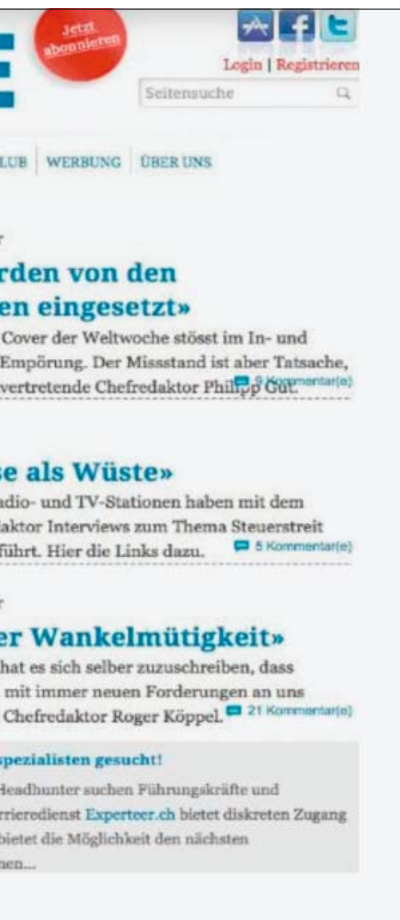 Jetzt
abonnieren
E
Login | Registrieren
Seitensuche
LUB | WERBUNG | ÜBER UNS
r
rden von den
en eingesetzt»
Cover der Weltwoche stösst im In- und
Empörung. Der Missstand ist aber Tatsache,
vertretende Chefredaktor Philipp Gut.
9 Kommentar(e)
se als Wüste»
adio- und TV-Stationen haben mit dem
aktor Interviews zum Thema Steuerstreit
führt. Hier die Links dazu. 5 Kommentar(e)
r
er Wankelmütigkeit»
hat es sich selber zuzuschreiben, dass
mit immer neuen Forderungen an uns
Chefredaktor Roger Köppel. 21 Kommentar(e)
spezialisten gesucht!
Headhunter suchen Führungskräfte und
rrieredienst Experteer.ch bietet diskreten Zugang
bietet die Möglichkeit den nächsten
hen...